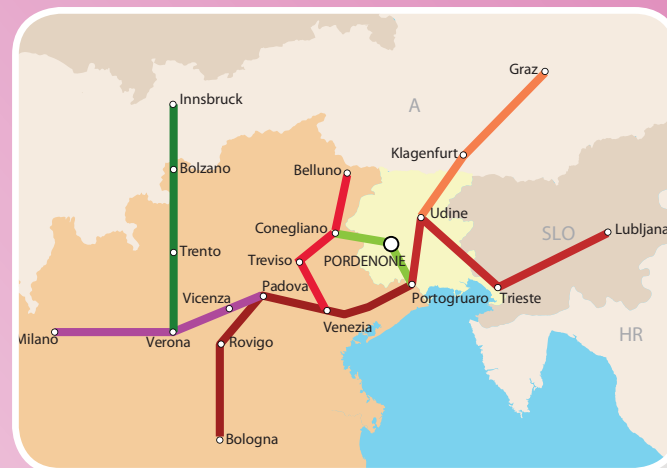 Graz
Innsbruck
A
Klagenfurt
Bolzano
Belluno
Udine
Conegliano
Lubljana
SLO
Trento
Treviso
PORDENONE
Padova
Vicenza
Portogruaro
Trieste
Venezia
HR
Milano
Verona
Rovigo
Bologna